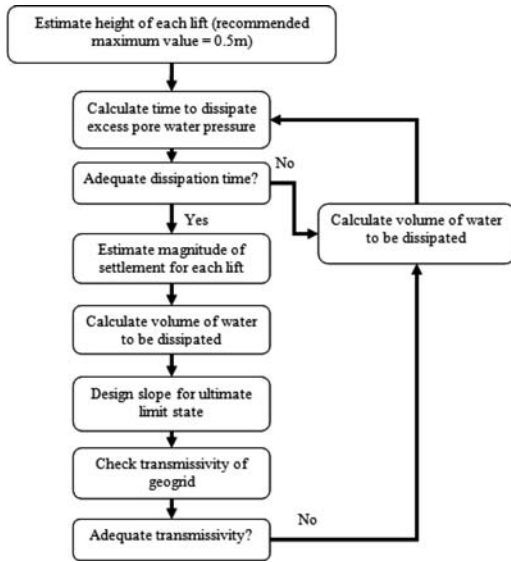 Estimate height of each lift (recommended
maximum value = 0.5m)
Calculate time to dissipate
excess pore water pressure
No
Adequate dissipation time?
Yes
Calculate volume of water
to be dissipated
Estimate magnitude of
settlement for each lift
Calculate volume of water
to be dissipated
Design slope for ultimate
limit state
Check transmissivity of
geogrid
No
Adequate transmissivity?